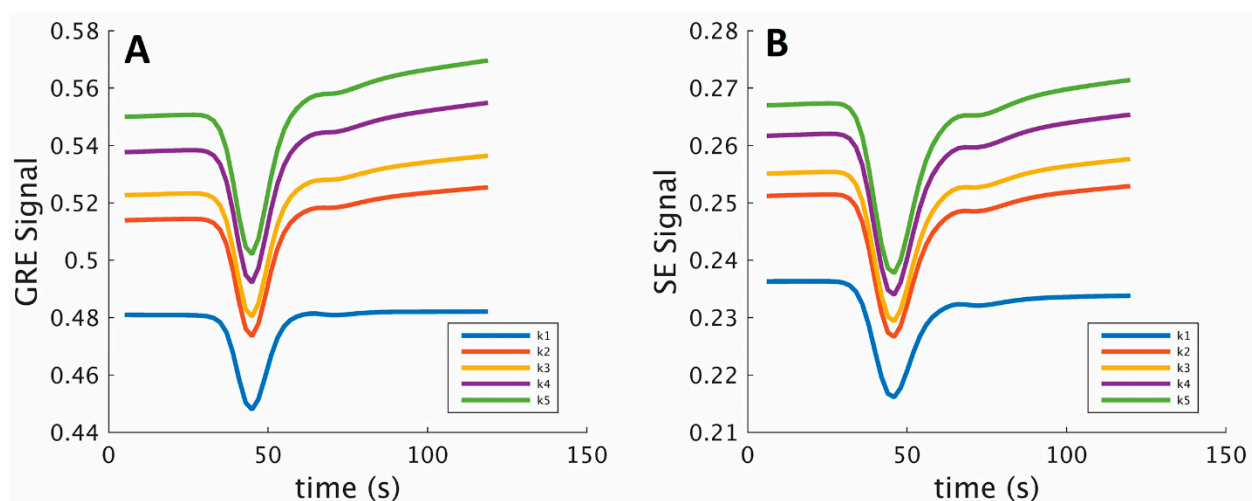 A
GRE Signal
0.58
0.56
0.54
0.52
0.5
0.48
0.46
0.44
0
50
100
150
time (s)
k1
k2
k3
k4
k5
B
SE Signal
0.28
0.27
0.26
0.25
0.24
0.23
0.22
0.21
0
50
100
150
time (s)
k1
k2
k3
k4
k5